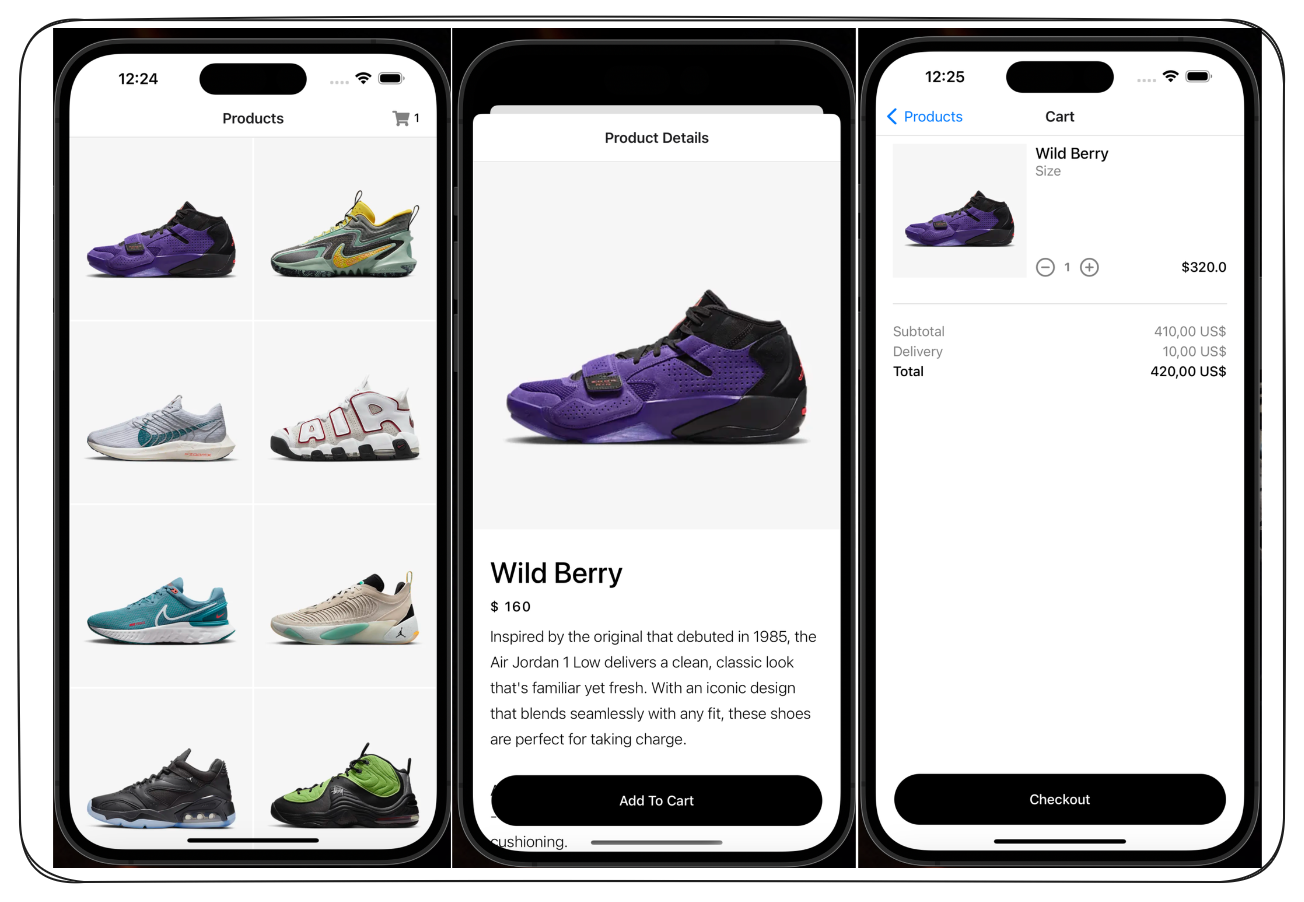 12:24
Products
1
AIR
Product Details
Wild Berry
$ 160
Inspired by the original that debuted in 1985, the
Air Jordan 1 Low delivers a clean, classic look
that's familiar yet fresh. With an iconic design
that blends seamlessly with any fit, these shoes
are perfect for taking charge.
Add To Cart
cushioning.
12:25
Products
Cart
Wild Berry
Size
1
$320.0
Subtotal
410,00 US$
Delivery
10,00 US$
Total
420,00 US$
Checkout